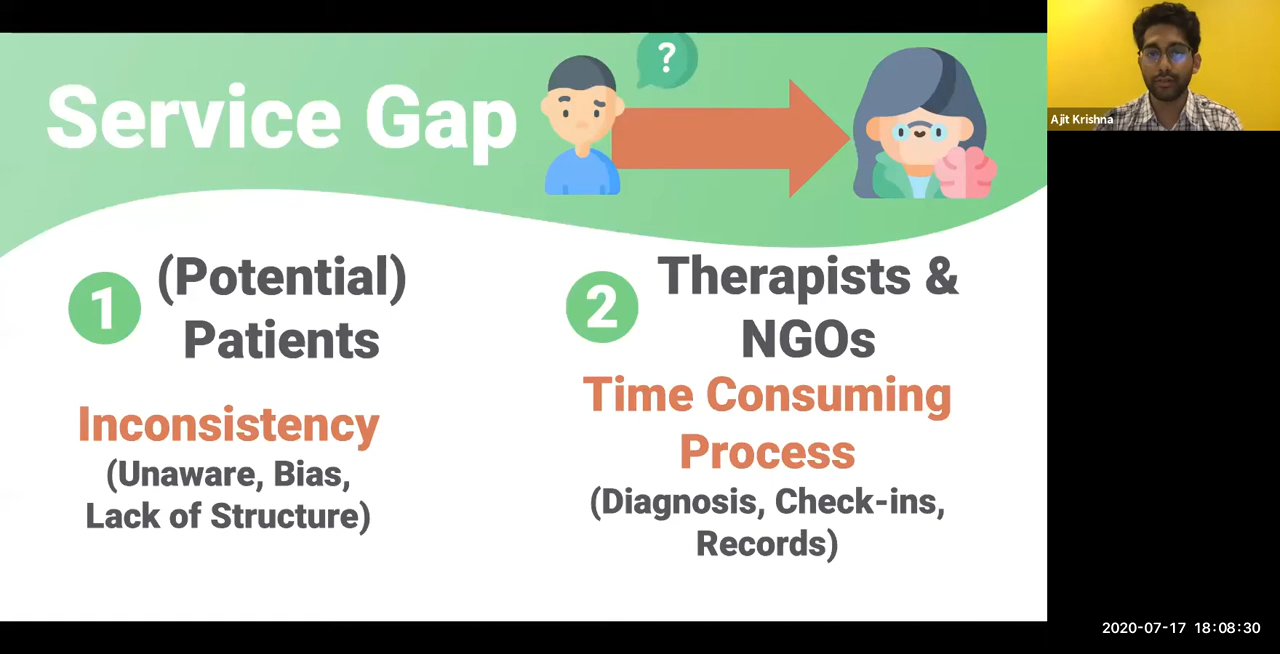 Service Gap
?
Ajit Krishna
1
(Potential)
Patients
Inconsistency
(Unaware, Bias,
Lack of Structure)
2
Therapists &
NGOs
Time Consuming
Process
(Diagnosis, Check-ins,
Records)
2020-07-17 18:08:30